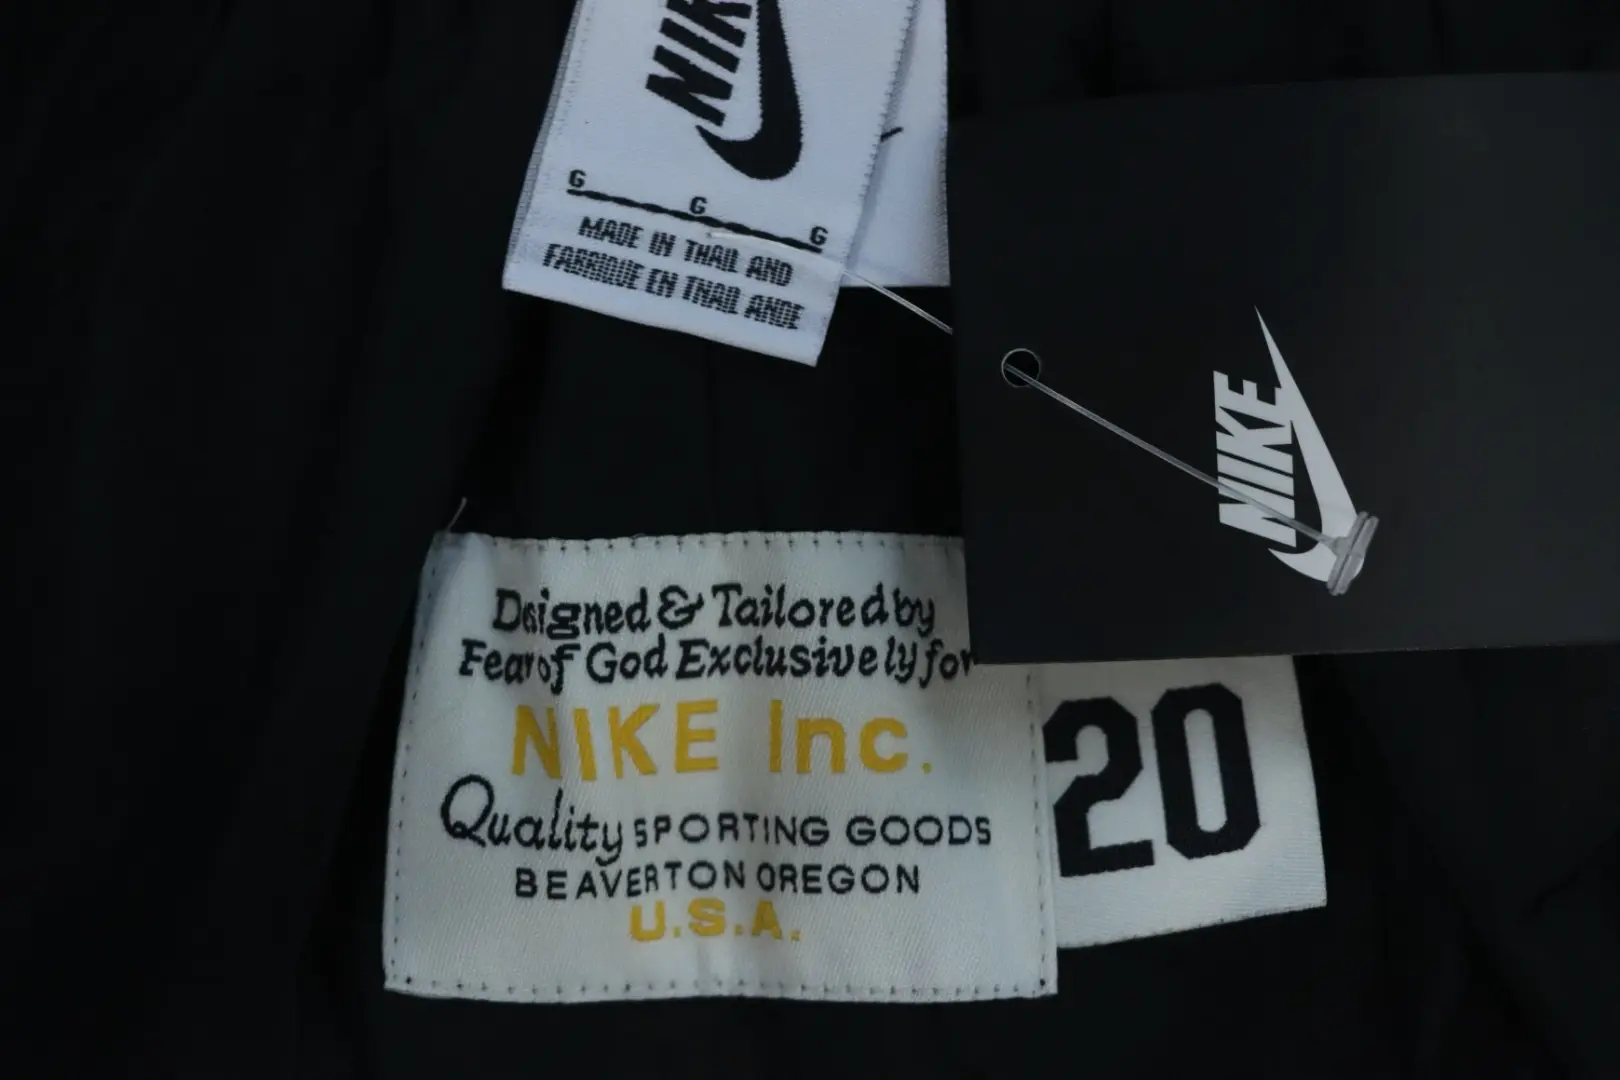 NIKE
G G G
MADE IN THAILAND
FABRIQUE EN THAILANDE
NIKE
Designed & Tailored by
Fear of God Exclusively for
NIKE Inc.
Quality SPORTING GOODS
BEAVERTON OREGON
U.S.A.
20